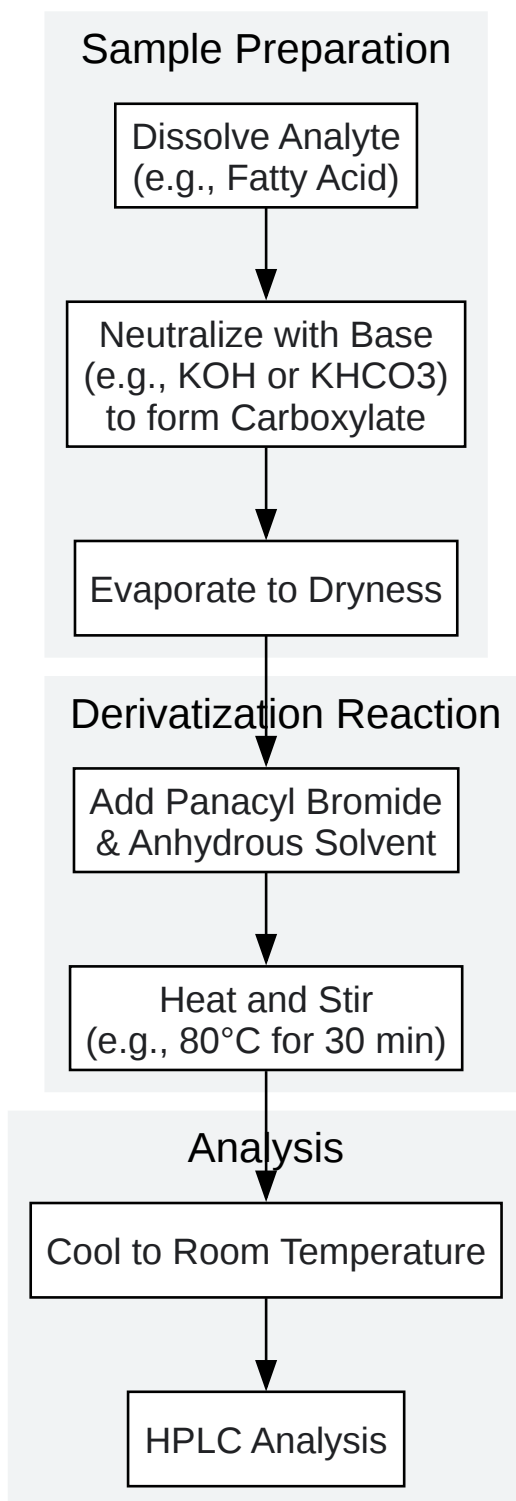 Sample Preparation
Dissolve Analyte
(e.g., Fatty Acid)
Neutralize with Base
(e.g., KOH or KHCO3)
to form Carboxylate
Evaporate to Dryness
Derivatization Reaction
Add Panacyl Bromide
& Anhydrous Solvent
Heat and Stir
(e.g., 80°C for 30 min)
Analysis
Cool to Room Temperature
HPLC Analysis